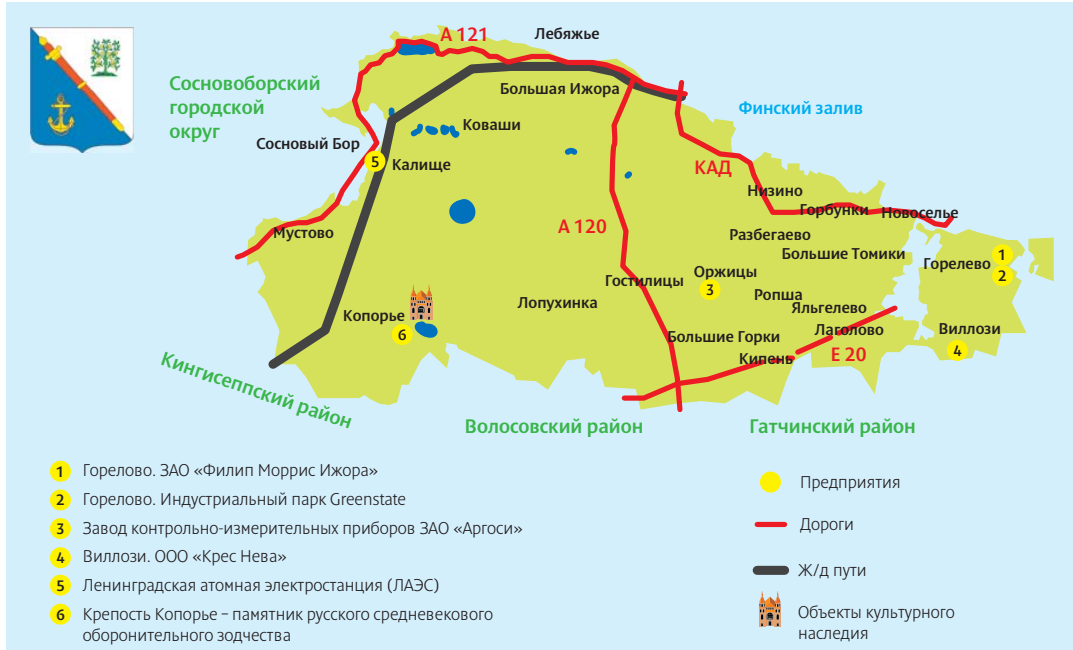 А 121
Лебяжье
Сосновоборский
городской
округ
Большая Ижора
Финский залив
Коваши
Сосновый Бор
5
Калище
КАД
Низино
Горбунки
Новоселье
Мустово
А 120
Разбегаево
Большие Томики
Горелево
1
2
Гостилицы
Оржицы
3
Лопухинка
Ропша
Яльгелево
Копорье
6
Лаголово
Виллози
4
Большие Горки
Кипень
Е 20
Кингисеппский район
Волосовский район
Гатчинский район
1 Горелово. ЗАО «Филип Моррис Ижора»
2 Горелово. Индустриальный парк Greenstate
3 Завод контрольно-измерительных приборов ЗАО «Аргоси»
4 Виллози. ООО «Крес Нева»
5 Ленинградская атомная электростанция (ЛАЭС)
6 Крепость Копорье – памятник русского средневекового
оборонительного зодчества
Предприятия
Дороги
Ж/д пути
Объекты культурного
наследия